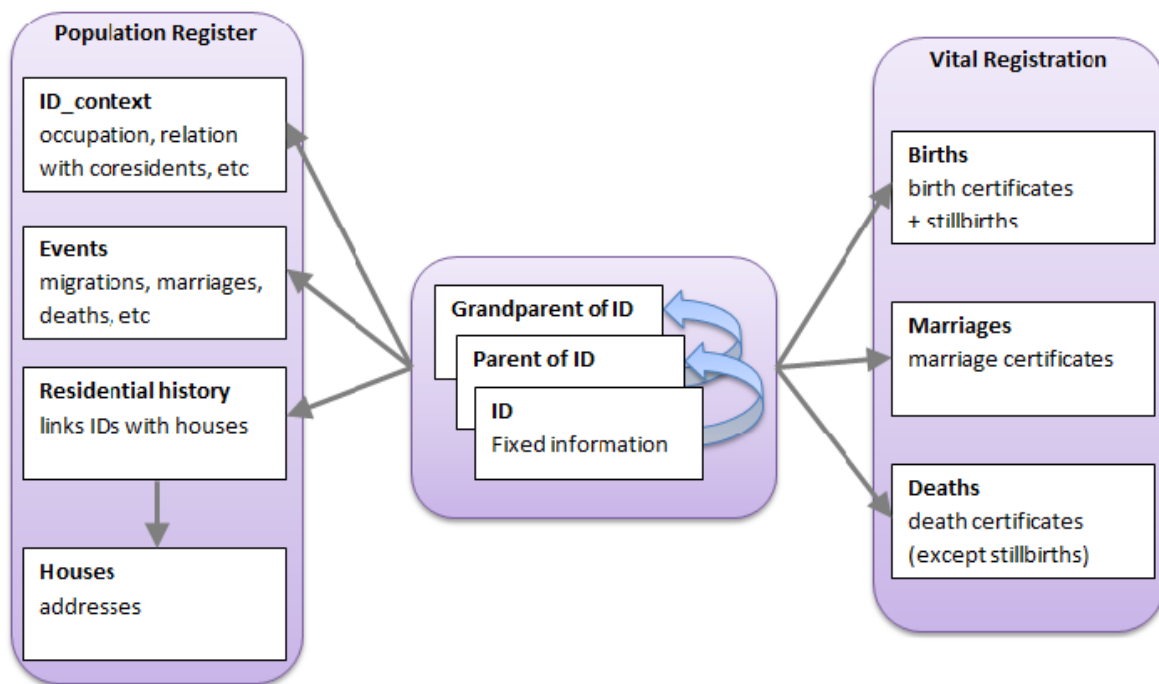 Population Register
ID_context
occupation, relation
with coresidents, etc
Events
migrations, marriages,
deaths, etc
Residential history
links IDs with houses
Houses
addresses
Grandparent of ID
Parent of ID
ID
Fixed information
Vital Registration
Births
birth certificates
+ stillbirths
Marriages
marriage certificates
Deaths
death certificates
(except stillbirths)